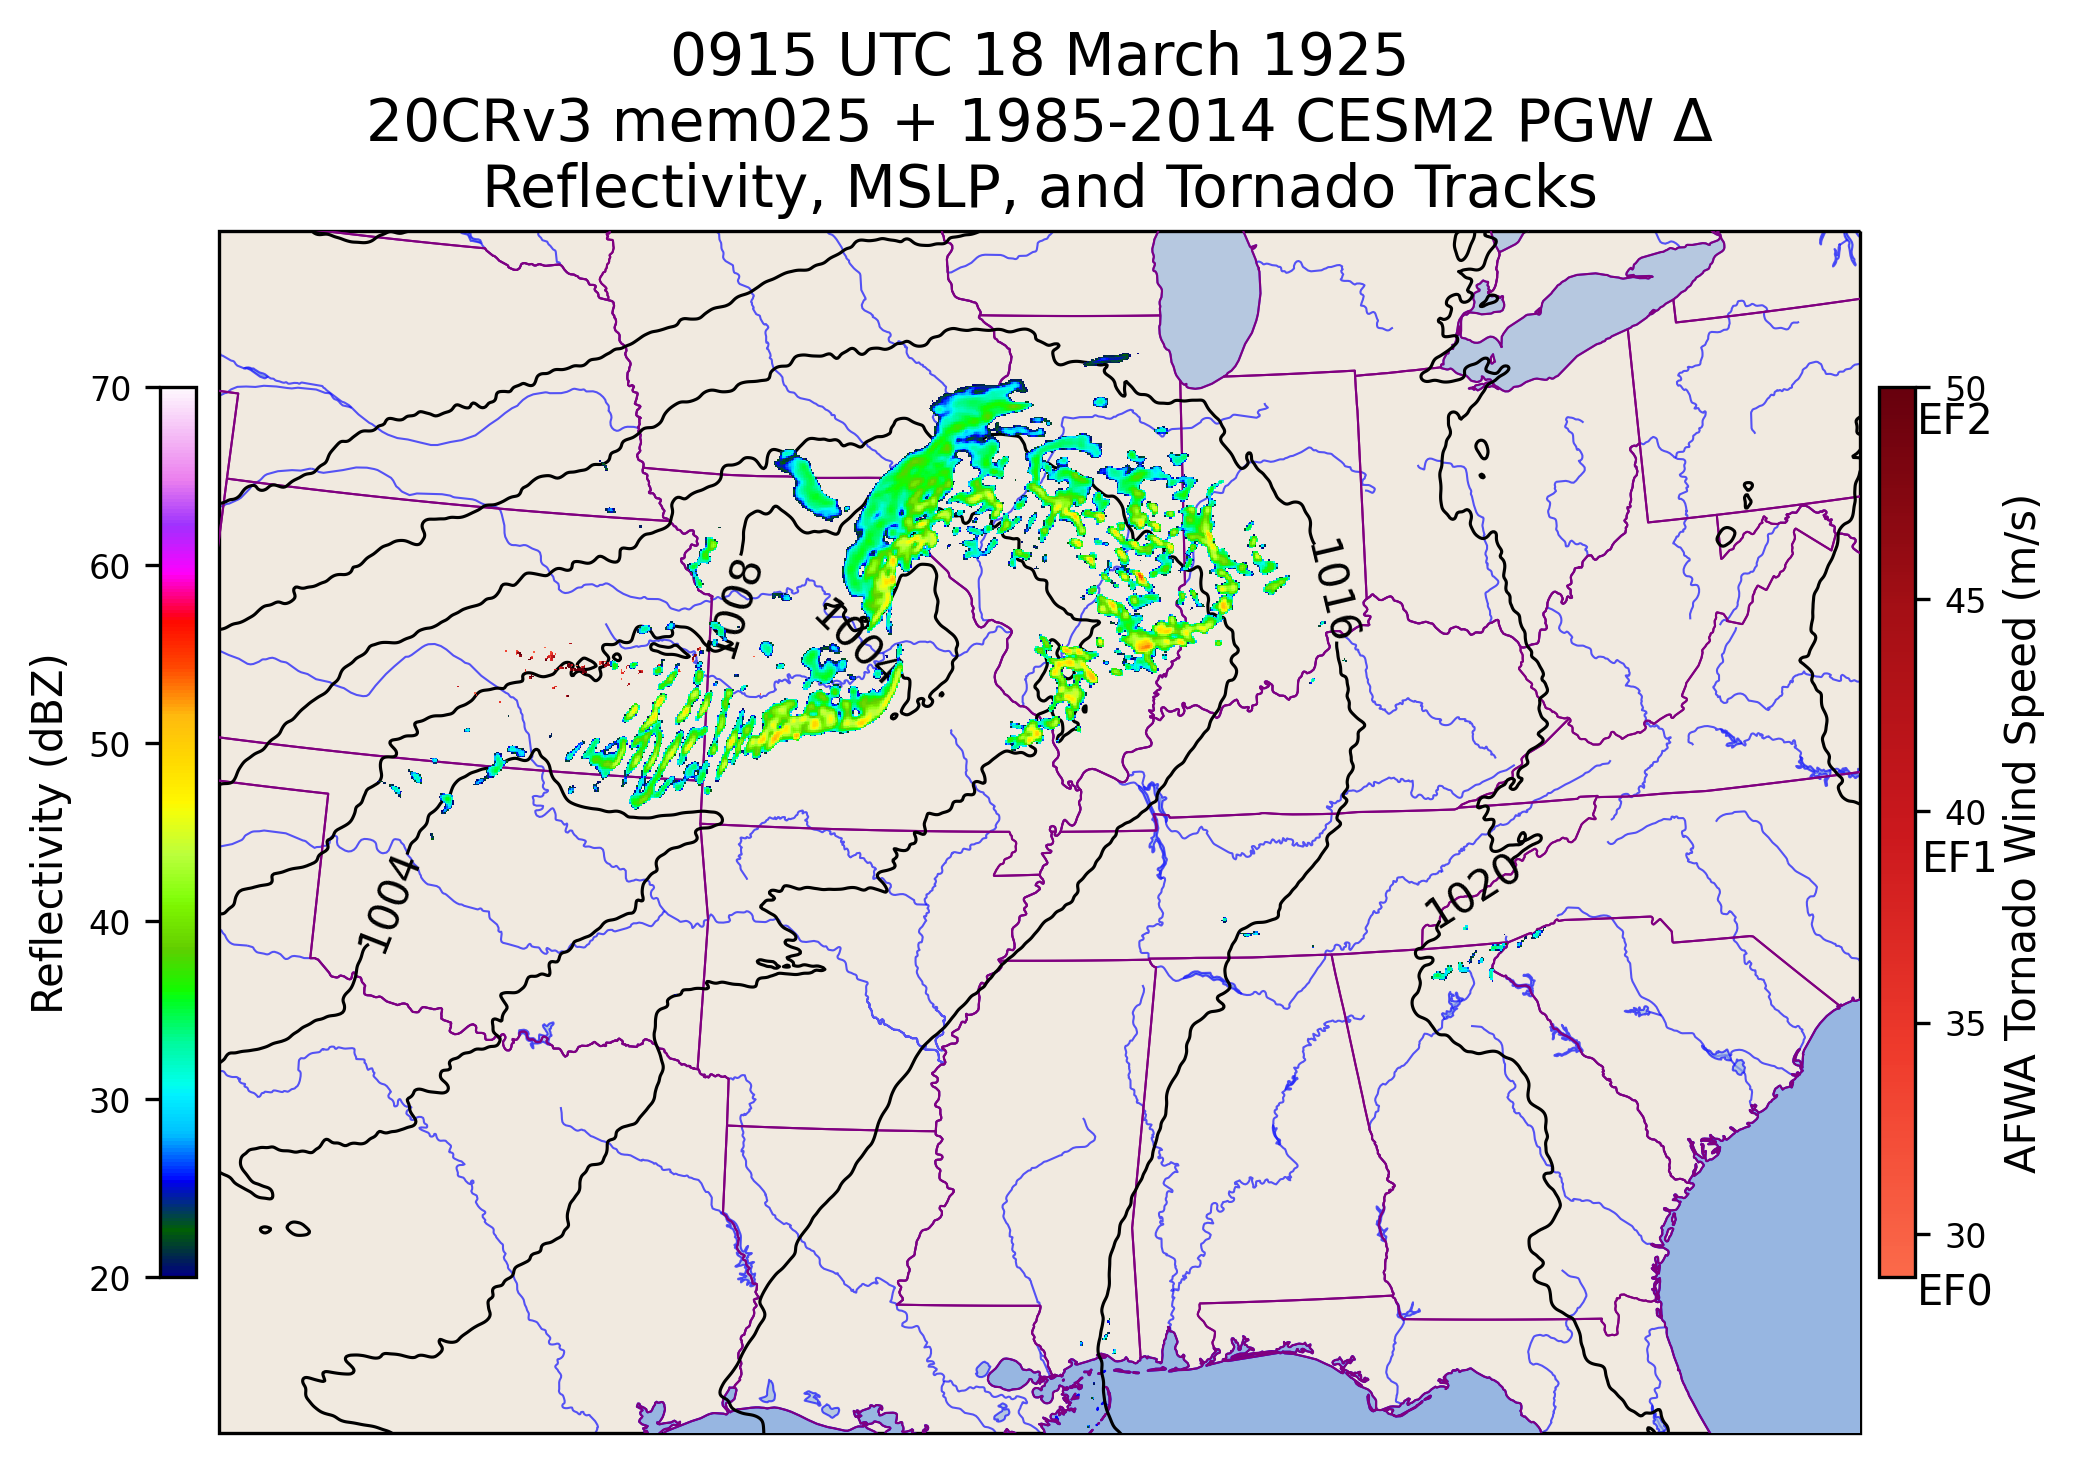 0915 UTC 18 March 1925
20CRv3 mem025 + 1985-2014 CESM2 PGW Δ
Reflectivity, MSLP, and Tornado Tracks
70
60
50
40
30
20
Reflectivity (dBZ)
1008
1004
1016
1004
1020
50
EF2
45
40
EF1
35
30
EF0
AFWA Tornado Wind Speed (m/s)